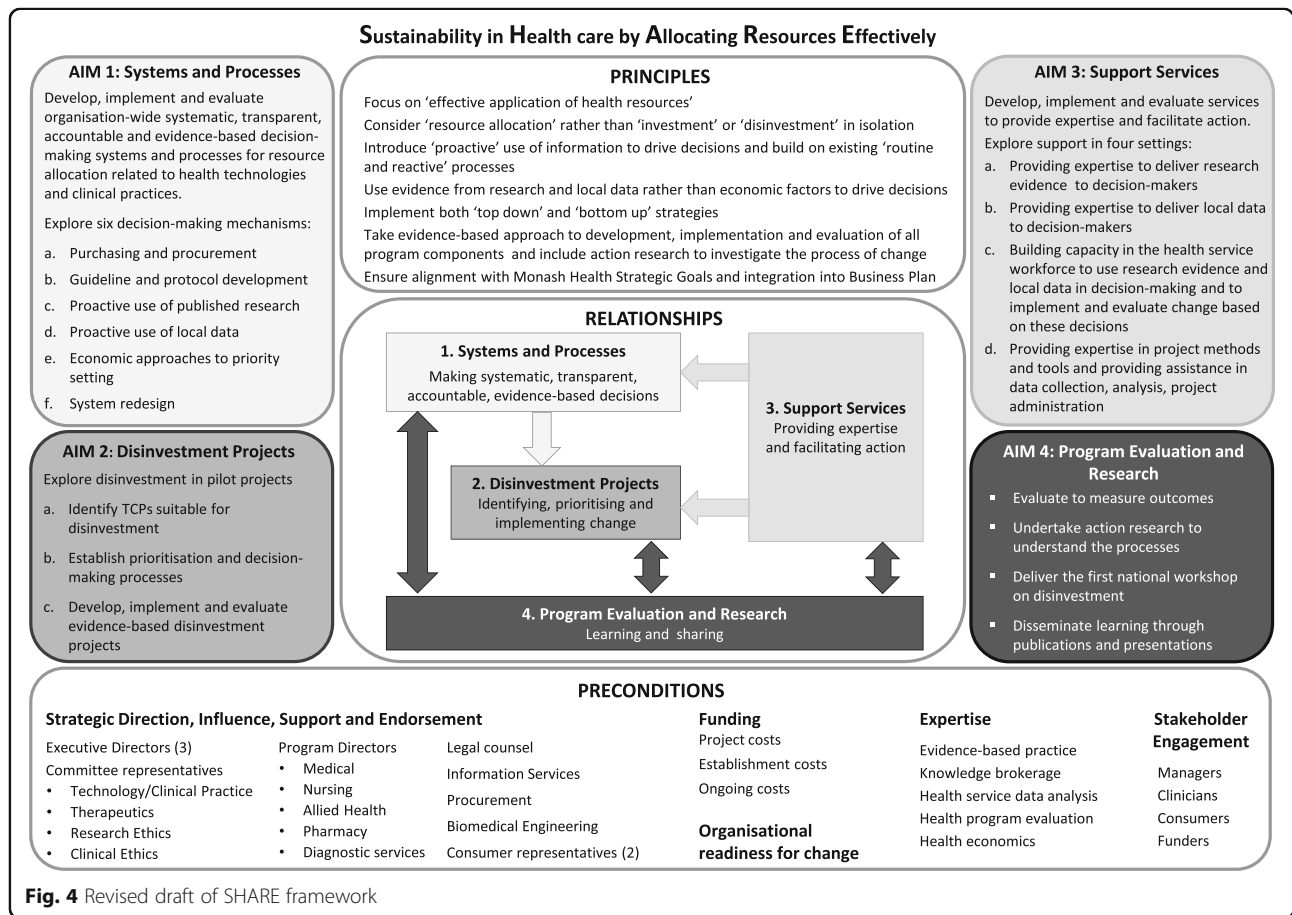 Sustainability in Health care by Allocating Resources Effectively
AIM 1: Systems and Processes
Develop, implement and evaluate
organisation-wide systematic, transparent,
accountable and evidence-based decision-
making systems and processes for resource
allocation related to health technologies
and clinical practices.
Explore six decision-making mechanisms:
a. Purchasing and procurement
b. Guideline and protocol development
c. Proactive use of published research
d. Proactive use of local data
e. Economic approaches to priority
setting
f. System redesign
AIM 2: Disinvestment Projects
Explore disinvestment in pilot projects
a. Identify TCPs suitable for
disinvestment
b. Establish prioritisation and decision-
making processes
c. Develop, implement and evaluate
evidence-based disinvestment
projects
PRINCIPLES
Focus on ‘effective application of health resources’
Consider ‘resource allocation’ rather than ‘investment’ or ‘disinvestment’ in isolation
Introduce ‘proactive’ use of information to drive decisions and build on existing ‘routine
and reactive’ processes
Use evidence from research and local data rather than economic factors to drive decisions
Implement both ‘top down’ and ‘bottom up’ strategies
Take evidence-based approach to development, implementation and evaluation of all
program components and include action research to investigate the process of change
Ensure alignment with Monash Health Strategic Goals and integration into Business Plan
RELATIONSHIPS
1. Systems and Processes
Making systematic, transparent,
accountable, evidence-based decisions
2. Disinvestment Projects
Identifying, prioritising and
implementing change
3. Support Services
Providing expertise
and facilitating action
4. Program Evaluation and Research
Learning and sharing
AIM 3: Support Services
Develop, implement and evaluate services
to provide expertise and facilitate action.
Explore support in four settings:
a. Providing expertise to deliver research
evidence to decision-makers
b. Providing expertise to deliver local data
to decision-makers
c. Building capacity in the health service
workforce to use research evidence and
local data in decision-making and to
implement and evaluate change based
on these decisions
d. Providing expertise in project methods
and tools and providing assistance in
data collection, analysis, project
administration
AIM 4: Program Evaluation and
Research
▪ Evaluate to measure outcomes
▪ Undertake action research to
understand the processes
▪ Deliver the first national workshop
on disinvestment
▪ Disseminate learning through
publications and presentations
PRECONDITIONS
Strategic Direction, Influence, Support and Endorsement
Executive Directors (3)
Committee representatives
• Technology/Clinical Practice
• Therapeutics
• Research Ethics
• Clinical Ethics
Program Directors
• Medical
• Nursing
• Allied Health
• Pharmacy
• Diagnostic services
Legal counsel
Information Services
Procurement
Biomedical Engineering
Consumer representatives (2)
Funding
Project costs
Establishment costs
Ongoing costs
Organisational
readiness for change
Expertise
Evidence-based practice
Knowledge brokerage
Health service data analysis
Health program evaluation
Health economics
Stakeholder
Engagement
Managers
Clinicians
Consumers
Funders
Fig. 4 Revised draft of SHARE framework